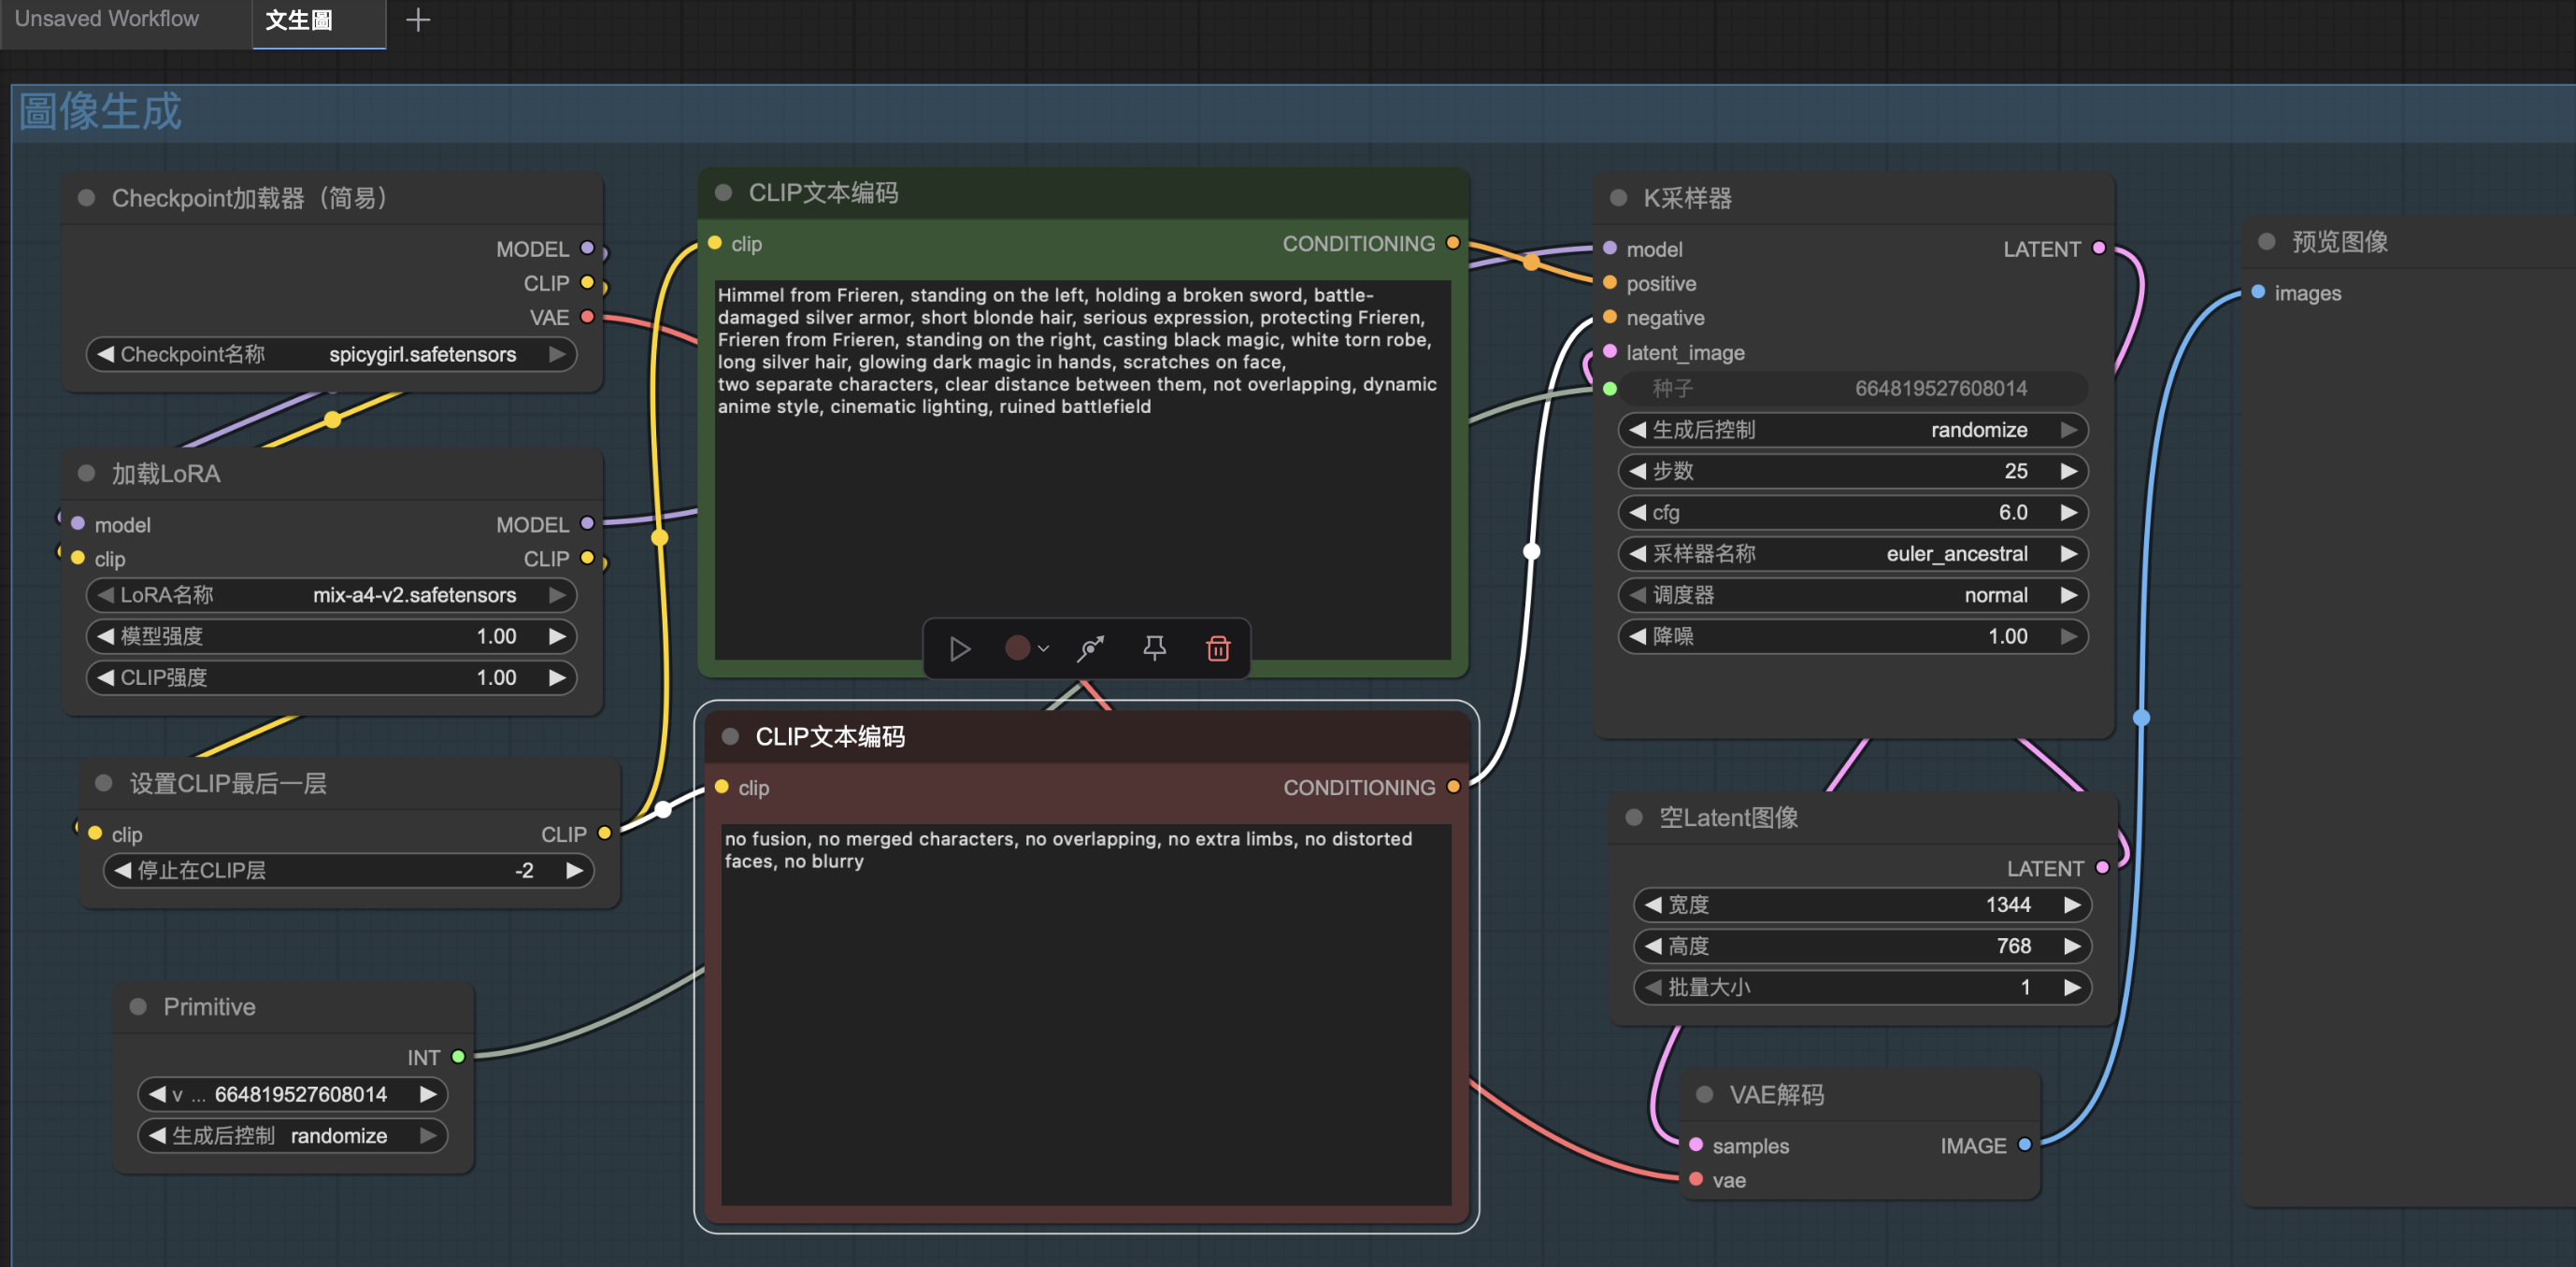 Unsaved Workflow
文生圖
圖像生成
Checkpoint加载器（简易）
MODEL
CLIP
VAE
Checkpoint名称 spicygirl.safetensors
加载LoRA
model MODEL
clip CLIP
LoRA名称 mix-a4-v2.safetensors
模型强度 1.00
CLIP强度 1.00
设置CLIP最后一层
clip CLIP
停止在CLIP层 -2
Primitive
INT
v ... 664819527608014
生成后控制 randomize
CLIP文本编码
clip CONDITIONING
Himmel from Frieren, standing on the left, holding a broken sword, battle-
damaged silver armor, short blonde hair, serious expression, protecting Frieren,
Frieren from Frieren, standing on the right, casting black magic, white torn robe,
long silver hair, glowing dark magic in hands, scratches on face,
two separate characters, clear distance between them, not overlapping, dynamic
anime style, cinematic lighting, ruined battlefield
CLIP文本编码
clip CONDITIONING
no fusion, no merged characters, no overlapping, no extra limbs, no distorted
faces, no blurry
K采样器
model LATENT
positive
negative
latent_image
种子 664819527608014
生成后控制 randomize
步数 25
cfg 6.0
采样器名称 euler_ancestral
调度器 normal
降噪 1.00
空Latent图像
LATENT
宽度 1344
高度 768
批量大小 1
VAE解码
samples IMAGE
vae
预览图像
images